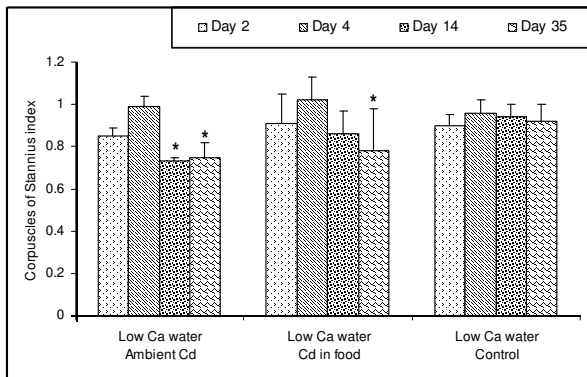 Day 2 Day 4 Day 14 Day 35
Corpuscles of Stannius index
1.2
1
0.8
0.6
0.4
0.2
0
* * *
Low Ca water Low Ca water Low Ca water
Ambient Cd Cd in food Control